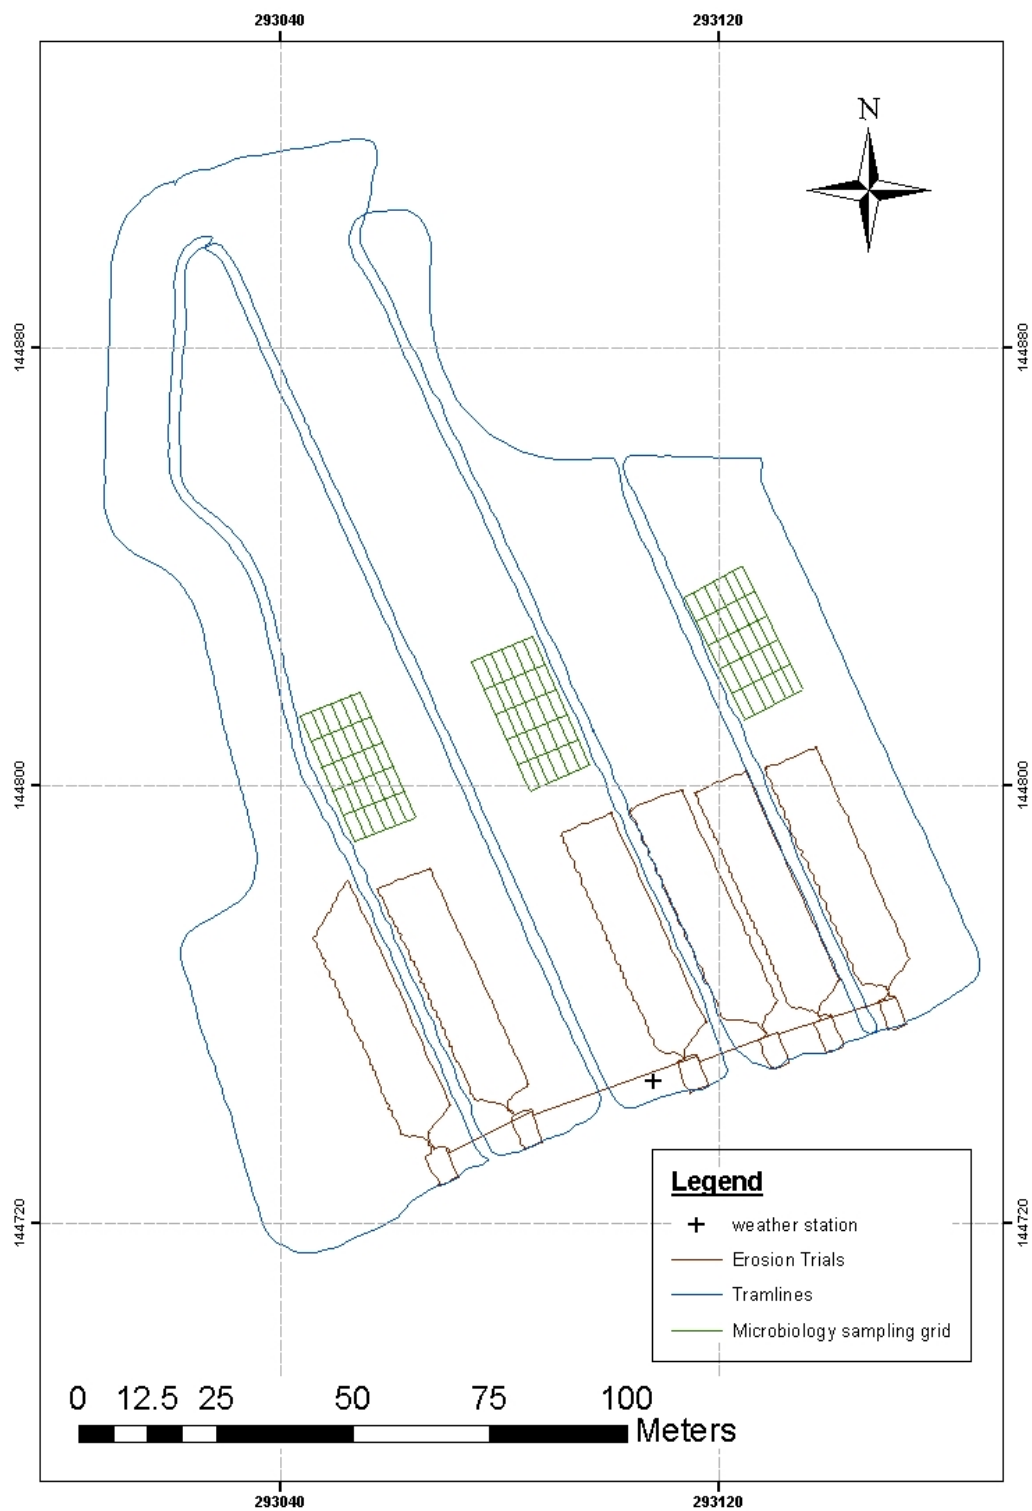 293040 293120
N
144880 144880
144800 144800
Legend
weather station
Erosion Trials
Tramlines
Microbiology sampling grid
144720 144720
0 12.5 25 50 75 100
Meters
293040 293120